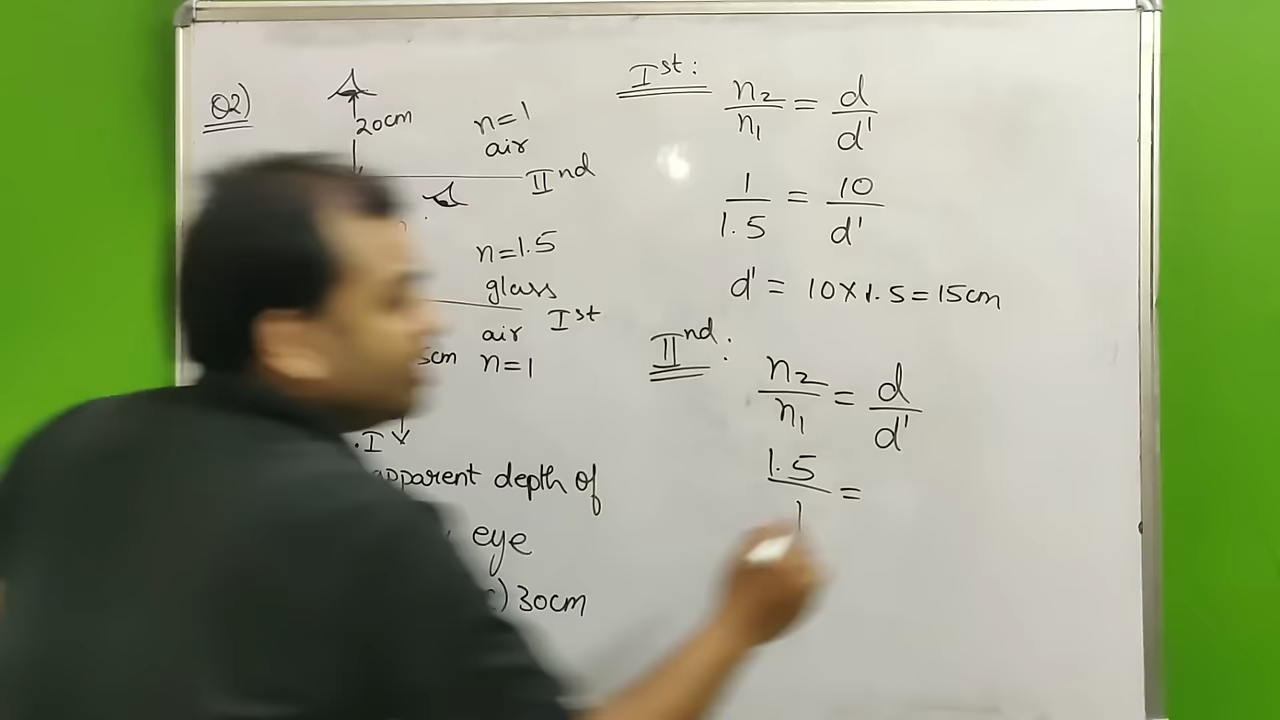 Q2)
20cm
n=1
air
IInd
n=1.5
glass
Ist
air
5cm n=1
.I
apparent depth of
eye
c) 30cm
Ist:
n2/n1 = d/d'
1/1.5 = 10/d'
d' = 10×1.5=15cm
IInd:
n2/n1 = d/d'
1.5/1 =